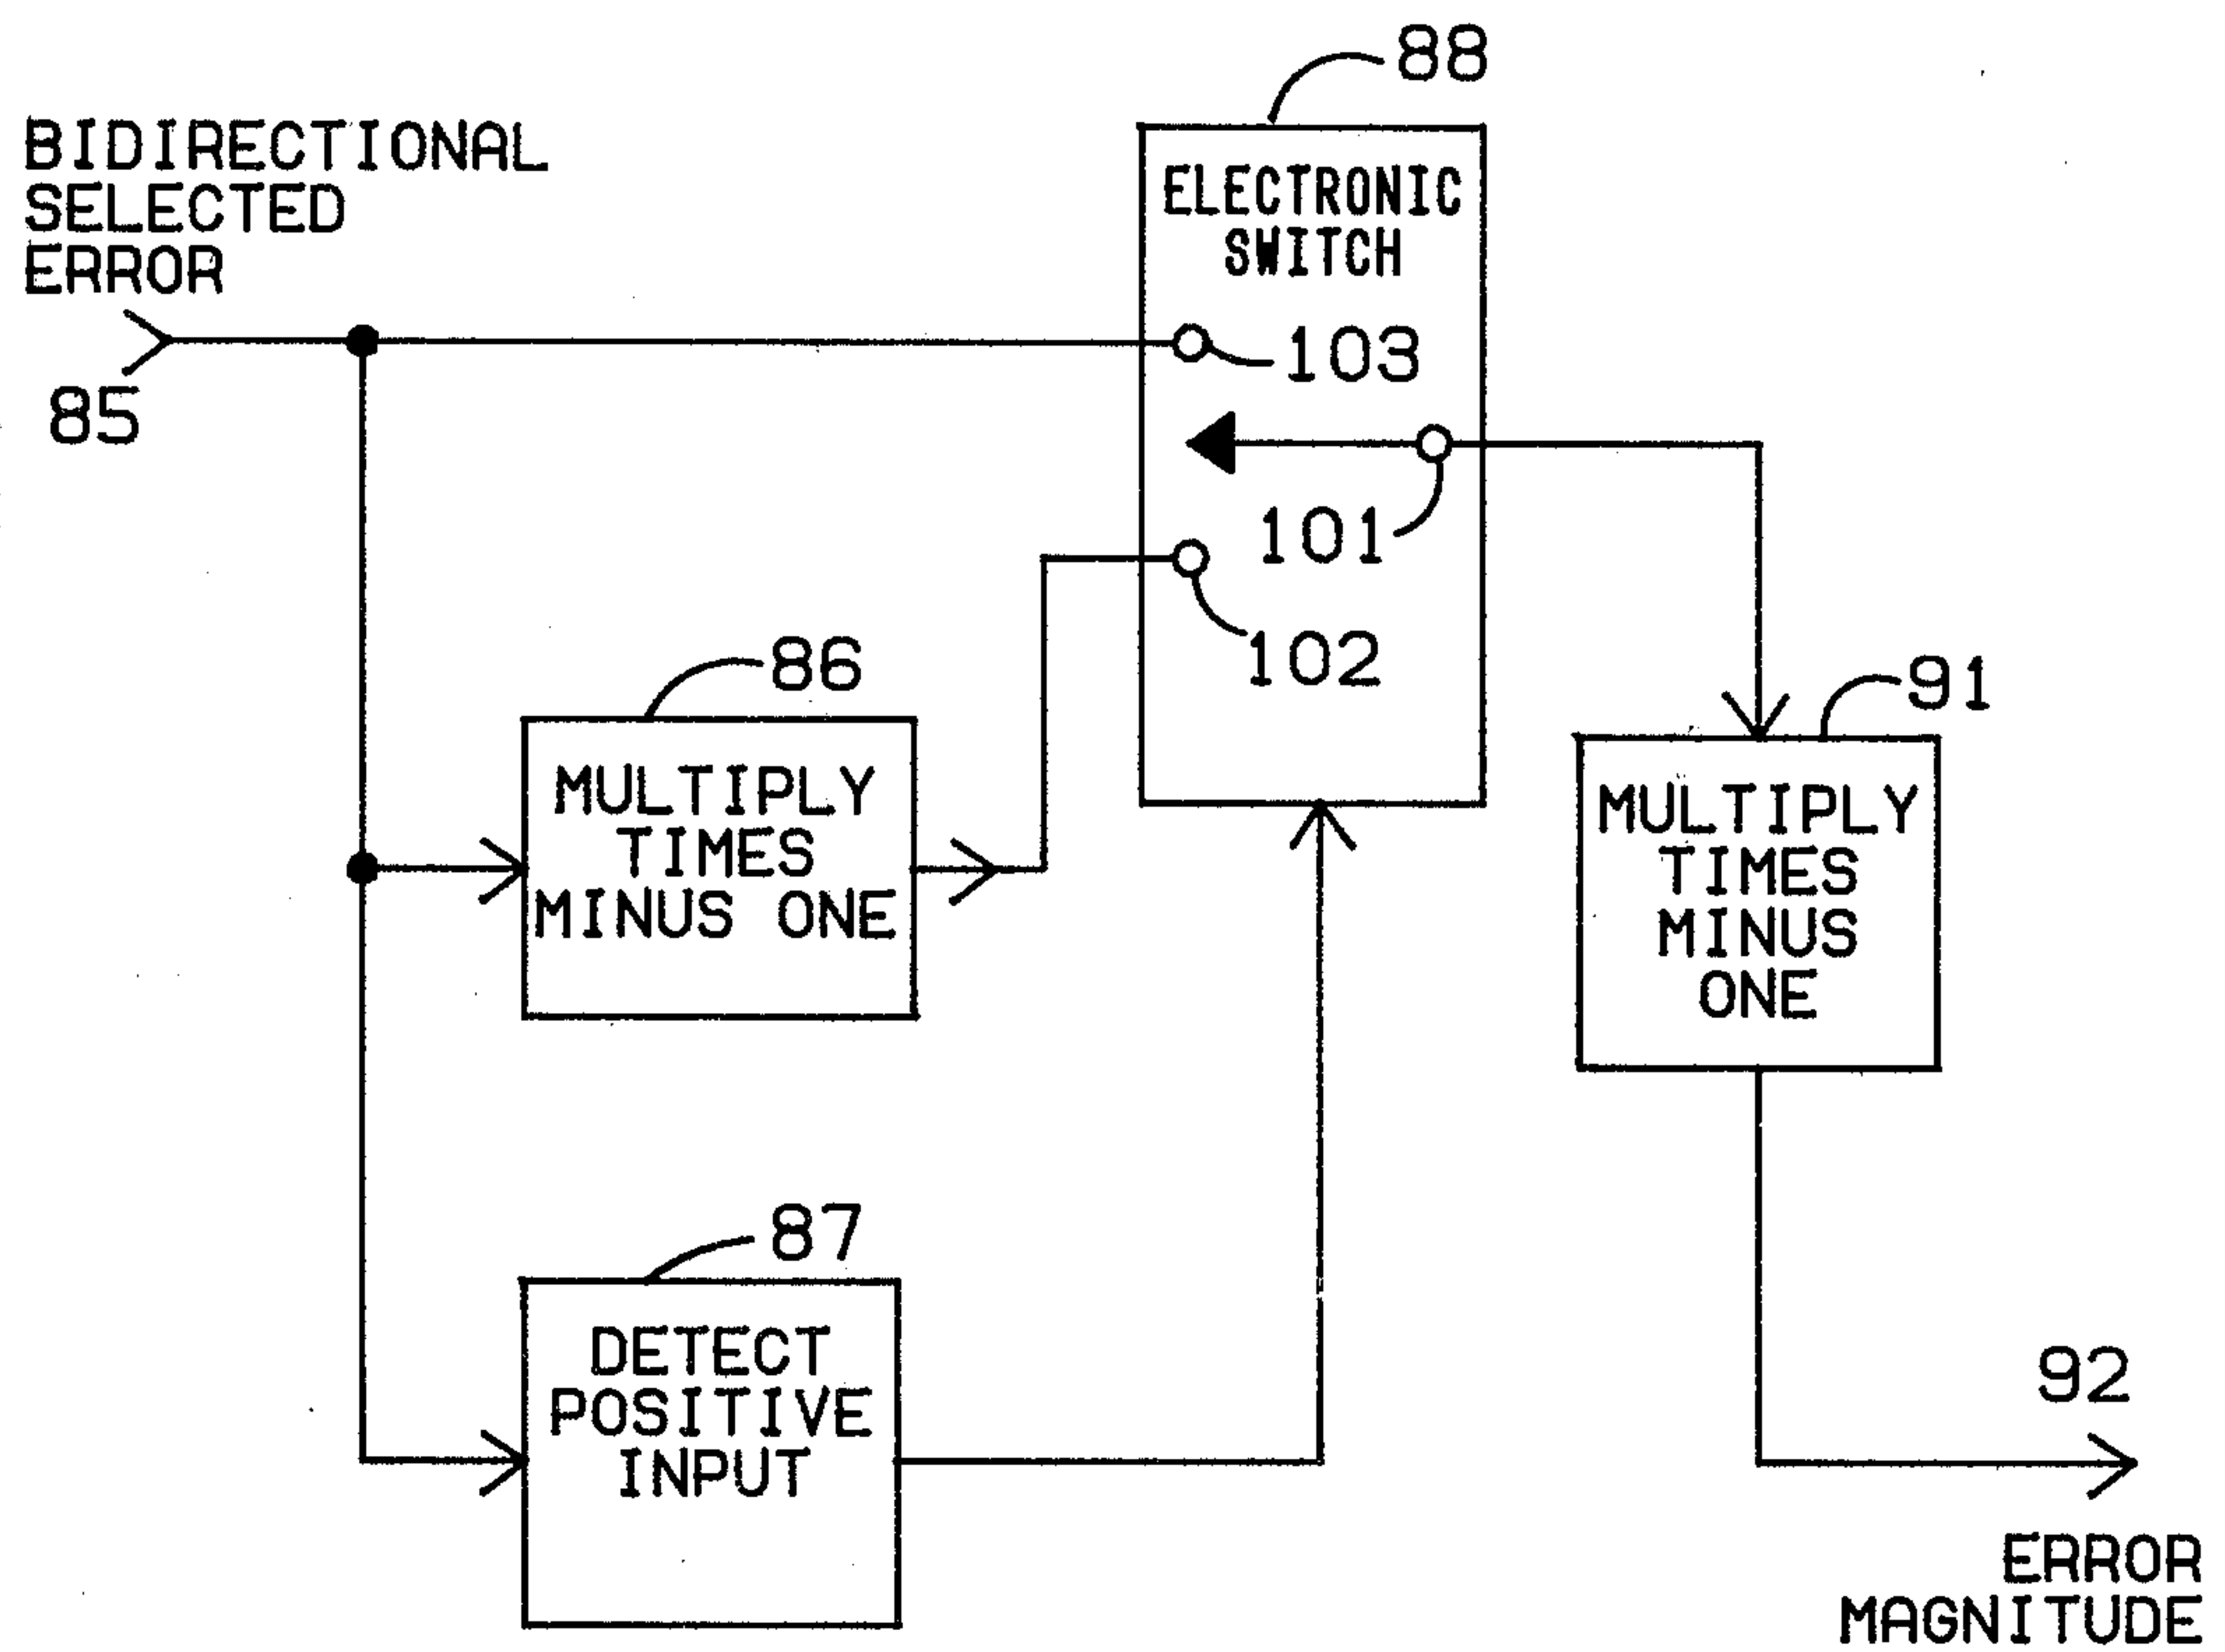 88
BIDIRECTIONAL
SELECTED
ERROR
ELECTRONIC
SWITCH
103
85
101
102
86
91
MULTIPLY
TIMES
MINUS ONE
MULTIPLY
TIMES
MINUS
ONE
87
DETECT
POSITIVE
INPUT
92
ERROR
MAGNITUDE